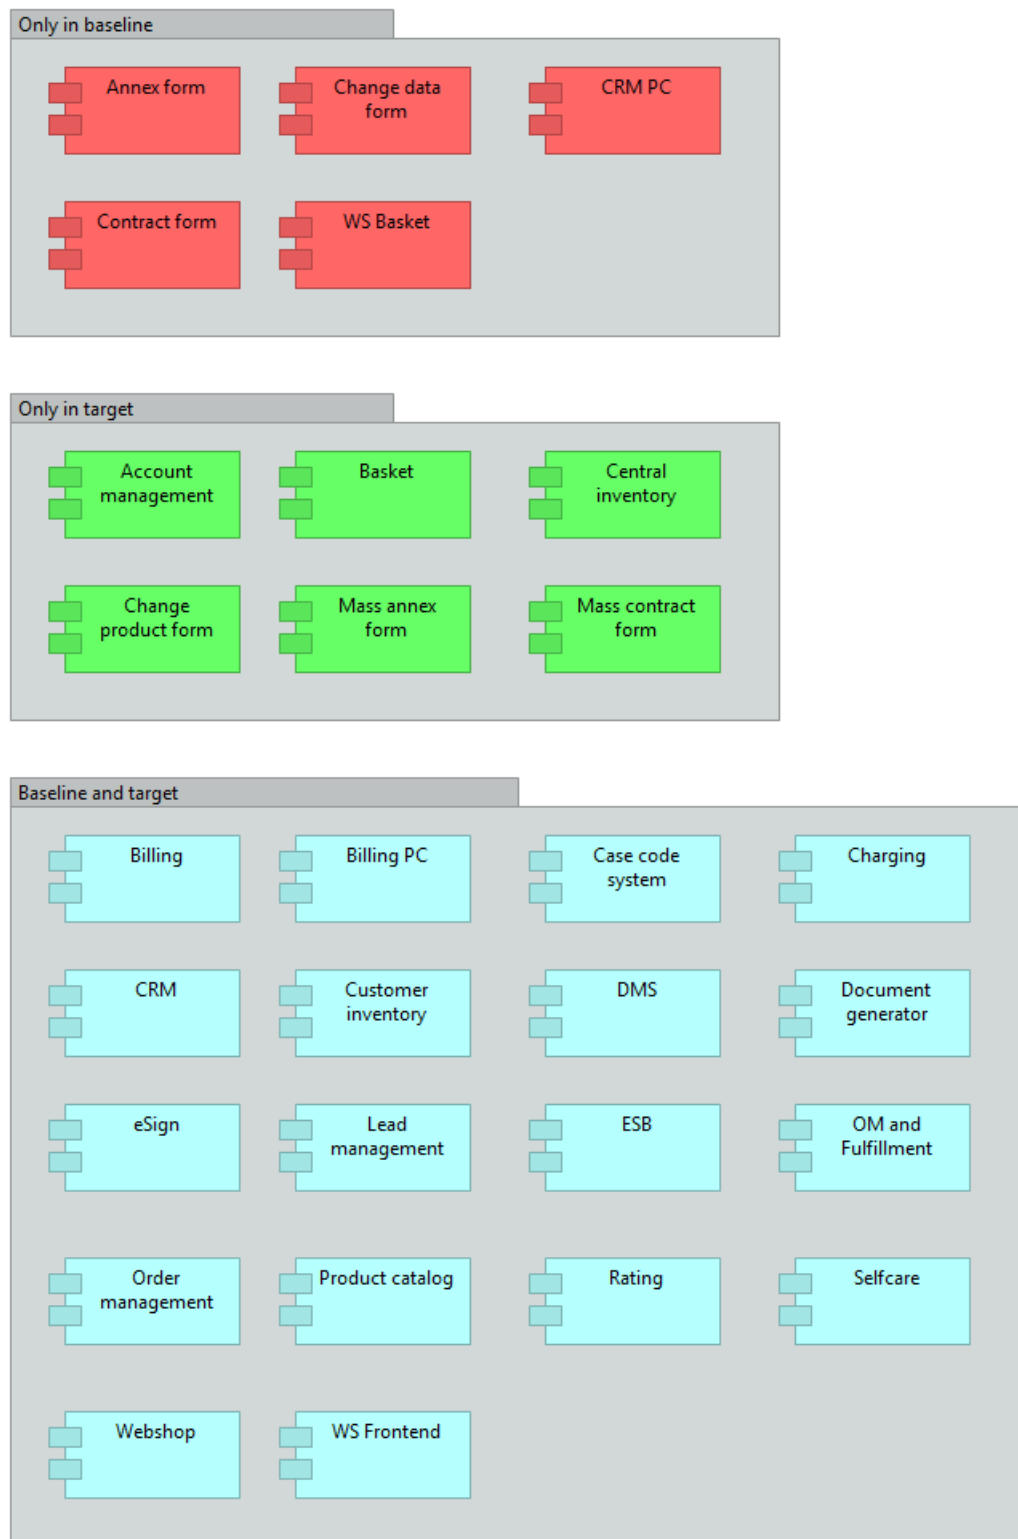 Only in baseline
Annex form
Change data
form
CRM PC
Contract form
WS Basket
Only in target
Account
management
Basket
Central
inventory
Change
product form
Mass annex
form
Mass contract
form
Baseline and target
Billing
Billing PC
Case code
system
Charging
CRM
Customer
inventory
DMS
Document
generator
eSign
Lead
management
ESB
OM and
Fulfillment
Order
management
Product catalog
Rating
Selfcare
Webshop
WS Frontend